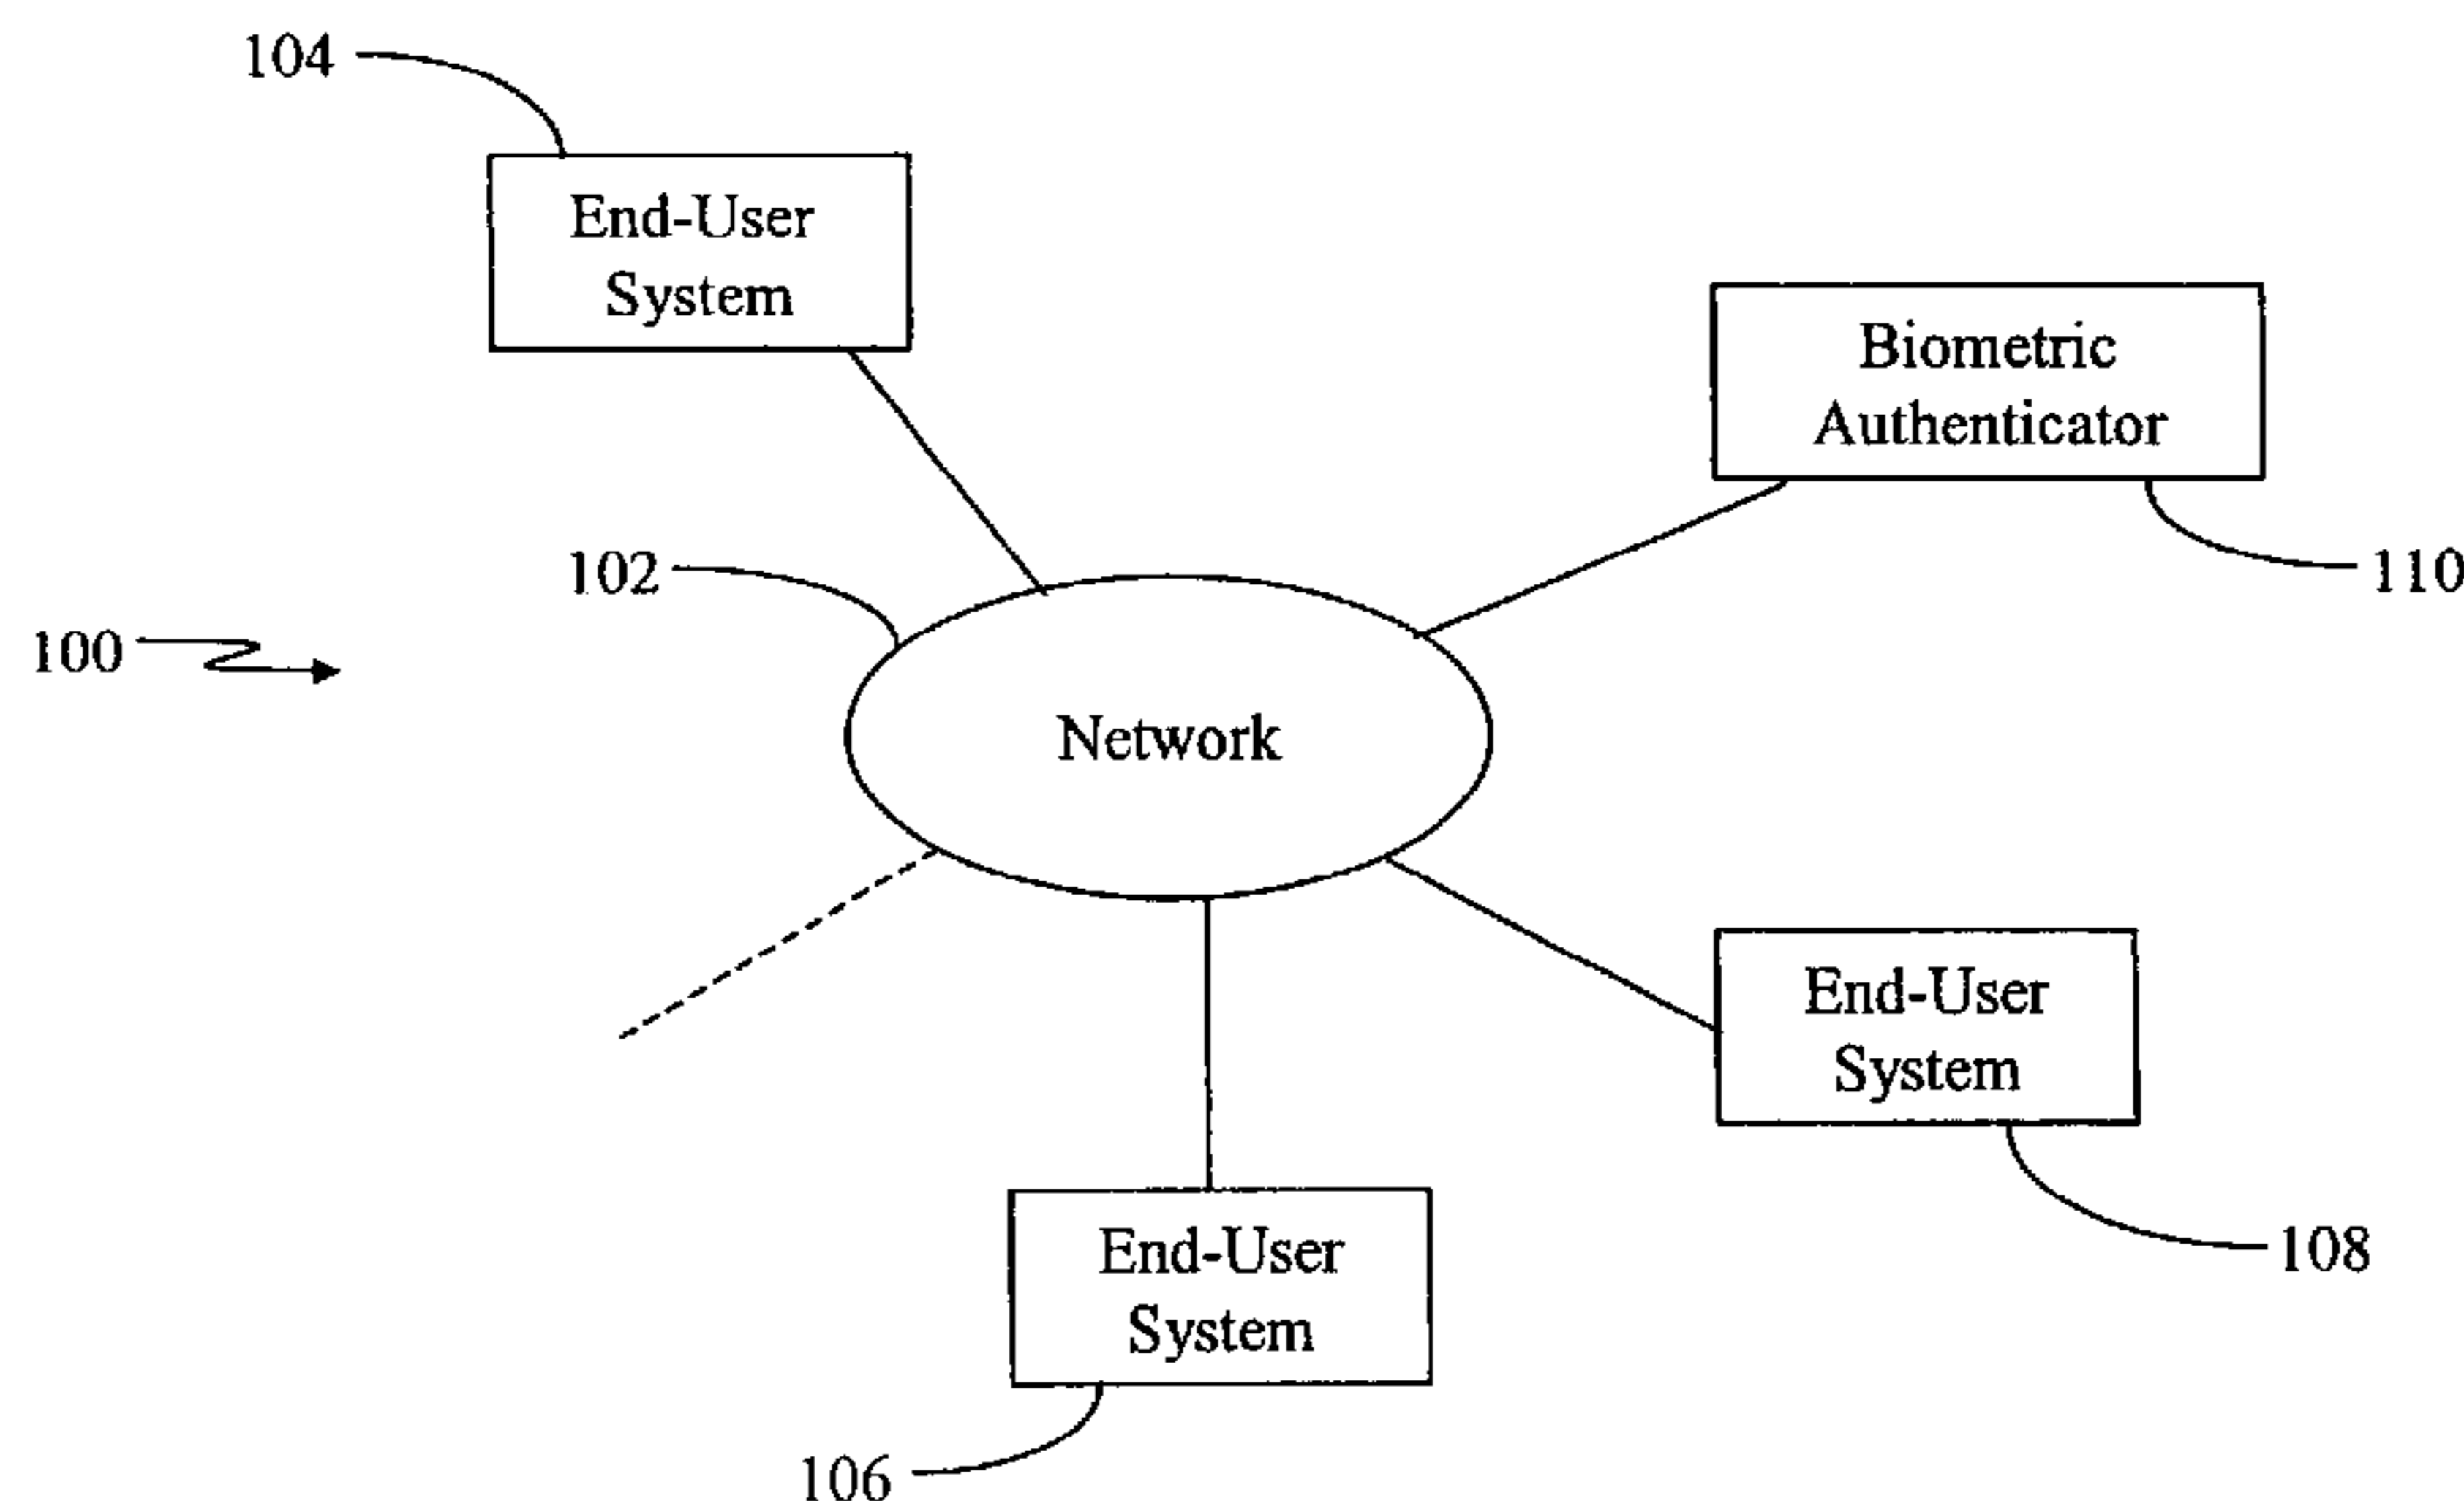 104
End-User
System
Biometric
Authenticator
102
110
100
Network
End-User
System
108
End-User
System
106